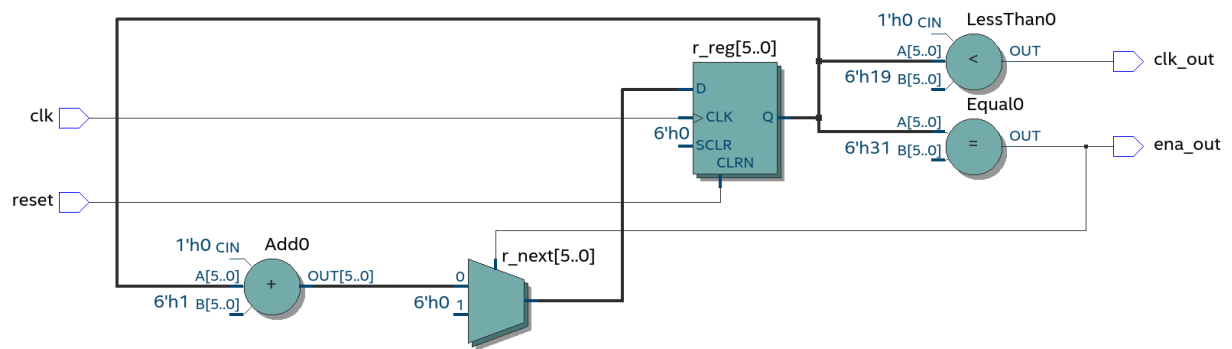 1'h0 CIN
LessThan0
r_reg[5..0]
A[5..0]
OUT
<
clk_out
6'h19 B[5..0]
D
Equal0
clk
CLK
Q
A[5..0]
6'h0
OUT
=
ena_out
SCLR
6'h31 B[5..0]
CLRN
reset
1'h0 CIN
Add0
r_next[5..0]
A[5..0]
OUT[5..0]
0
+
6'h1 B[5..0]
6'h0 1